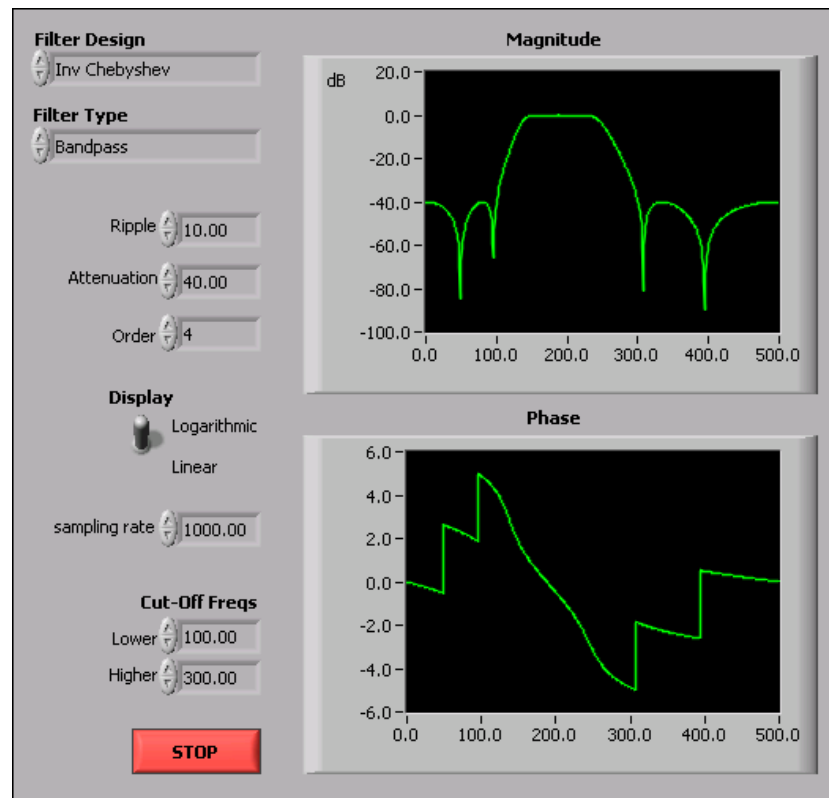 Filter Design
Inv Chebyshev
Filter Type
Bandpass
Ripple 10.00
Attenuation 40.00
Order 4
Display
Logarithmic
Linear
sampling rate 1000.00
Cut-Off Freqs
Lower 100.00
Higher 300.00
STOP
Magnitude
dB
20.0
0.0
-20.0
-40.0
-60.0
-80.0
-100.0
0.0 100.0 200.0 300.0 400.0 500.0
Phase
6.0
4.0
2.0
0.0
-2.0
-4.0
-6.0
0.0 100.0 200.0 300.0 400.0 500.0